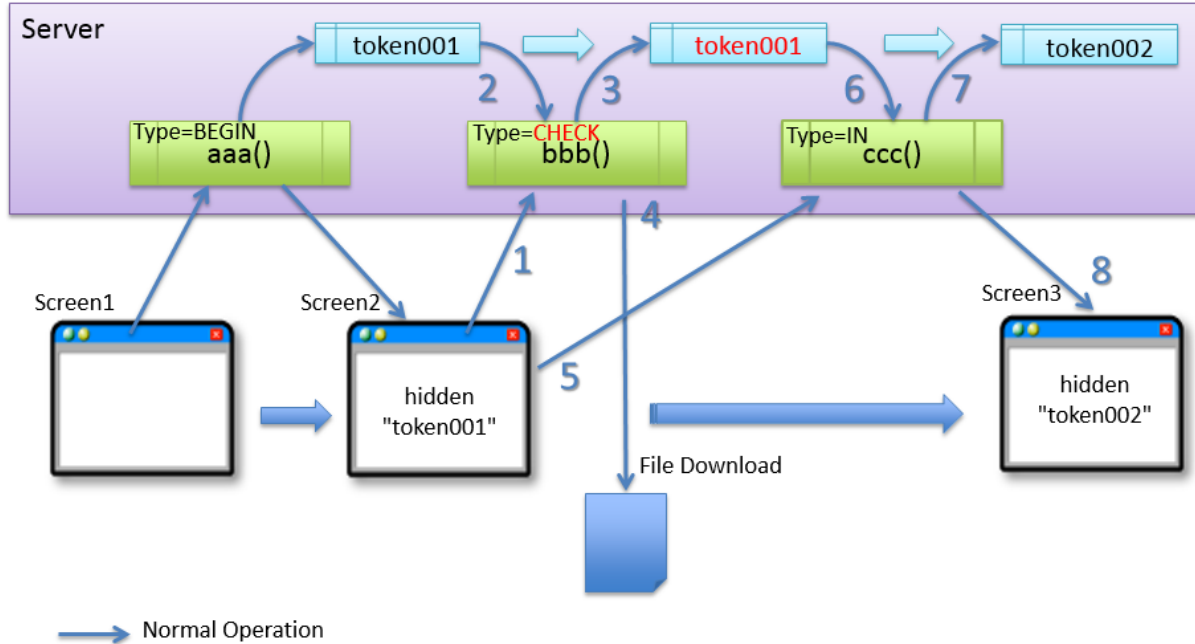 Server
token001
token001
token002
2
3
6
7
Type=BEGIN
aaa()
Type=CHECK
bbb()
Type=IN
ccc()
1
4
5
8
Screen1
Screen2
Screen3
hidden
"token001"
hidden
"token002"
File Download
Normal Operation